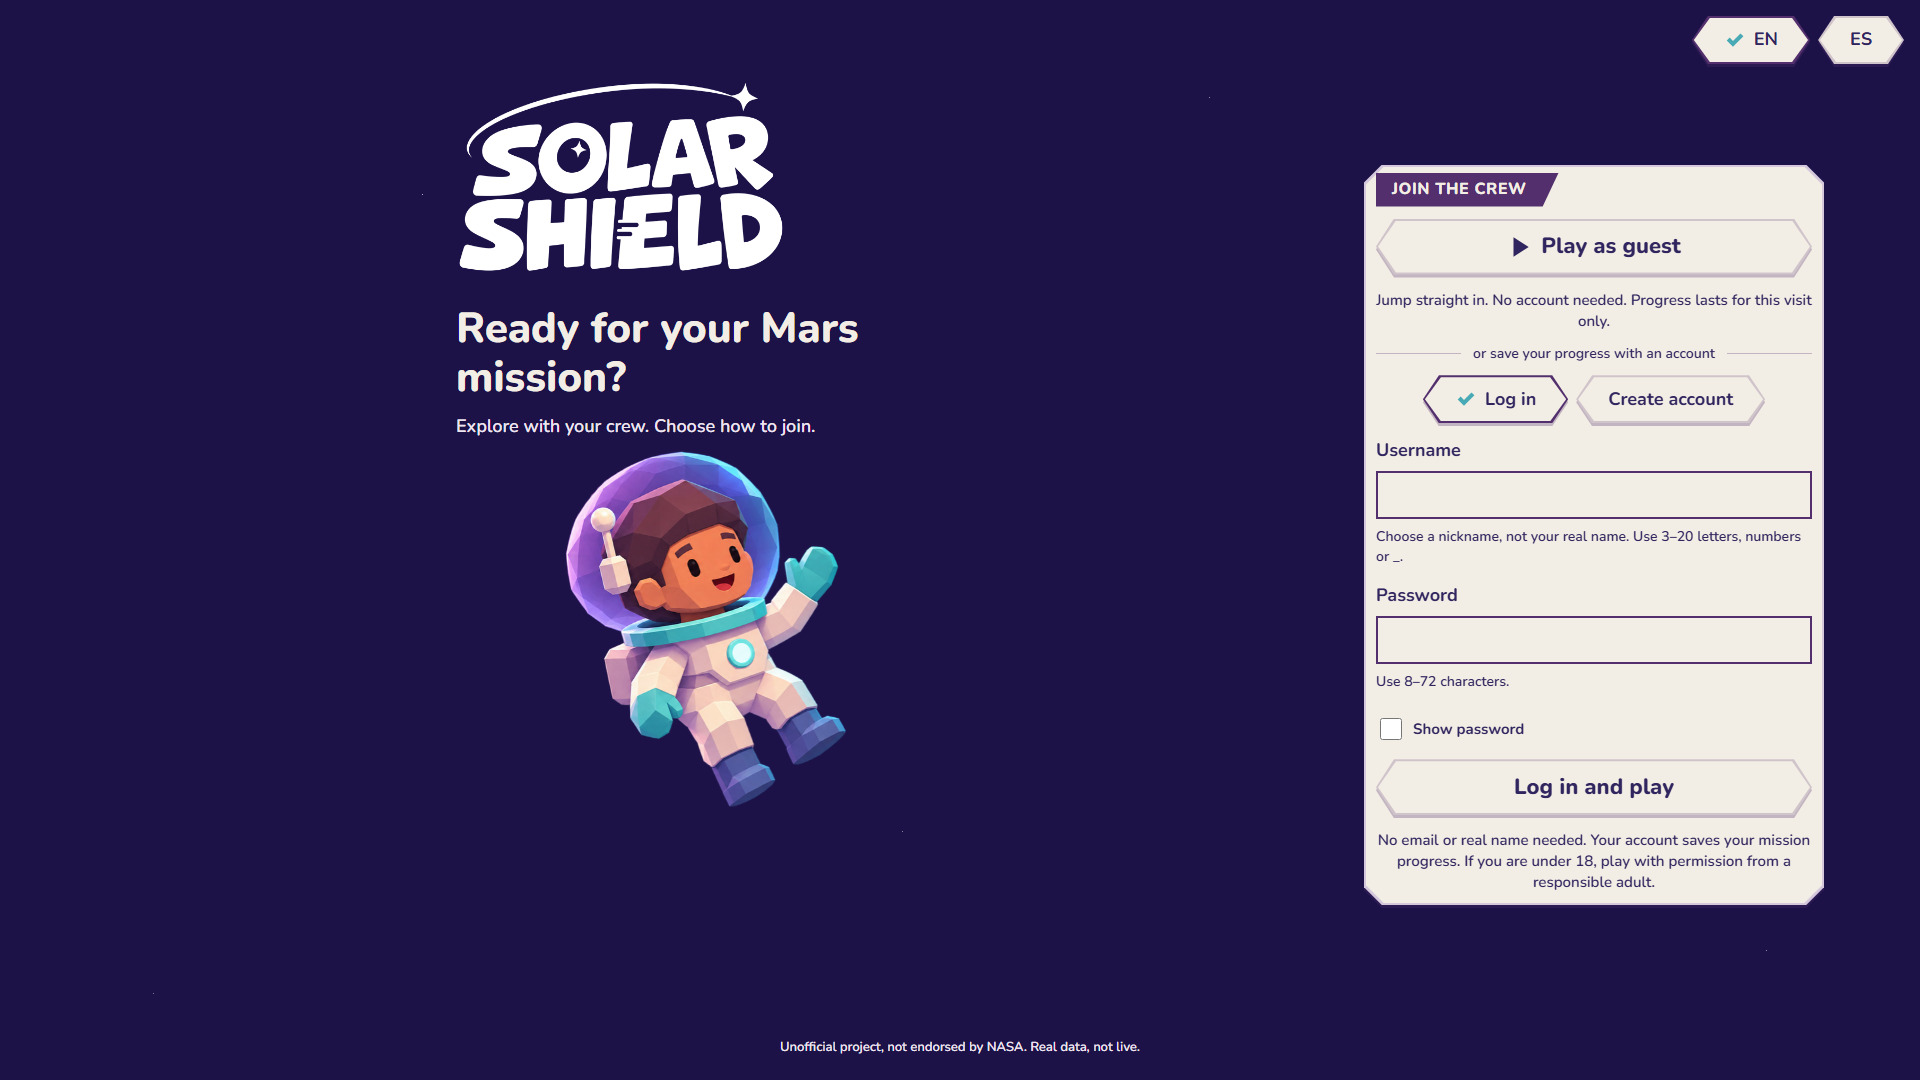 EN
ES
SOLAR
SHIELD
Ready for your Mars
mission?
Explore with your crew. Choose how to join.
JOIN THE CREW
Play as guest
Jump straight in. No account needed. Progress lasts for this visit
only.
or save your progress with an account
Log in
Create account
Username
Choose a nickname, not your real name. Use 3–20 letters, numbers
or _.
Password
Use 8–72 characters.
Show password
Log in and play
No email or real name needed. Your account saves your mission
progress. If you are under 18, play with permission from a
responsible adult.
Unofficial project, not endorsed by NASA. Real data, not live.